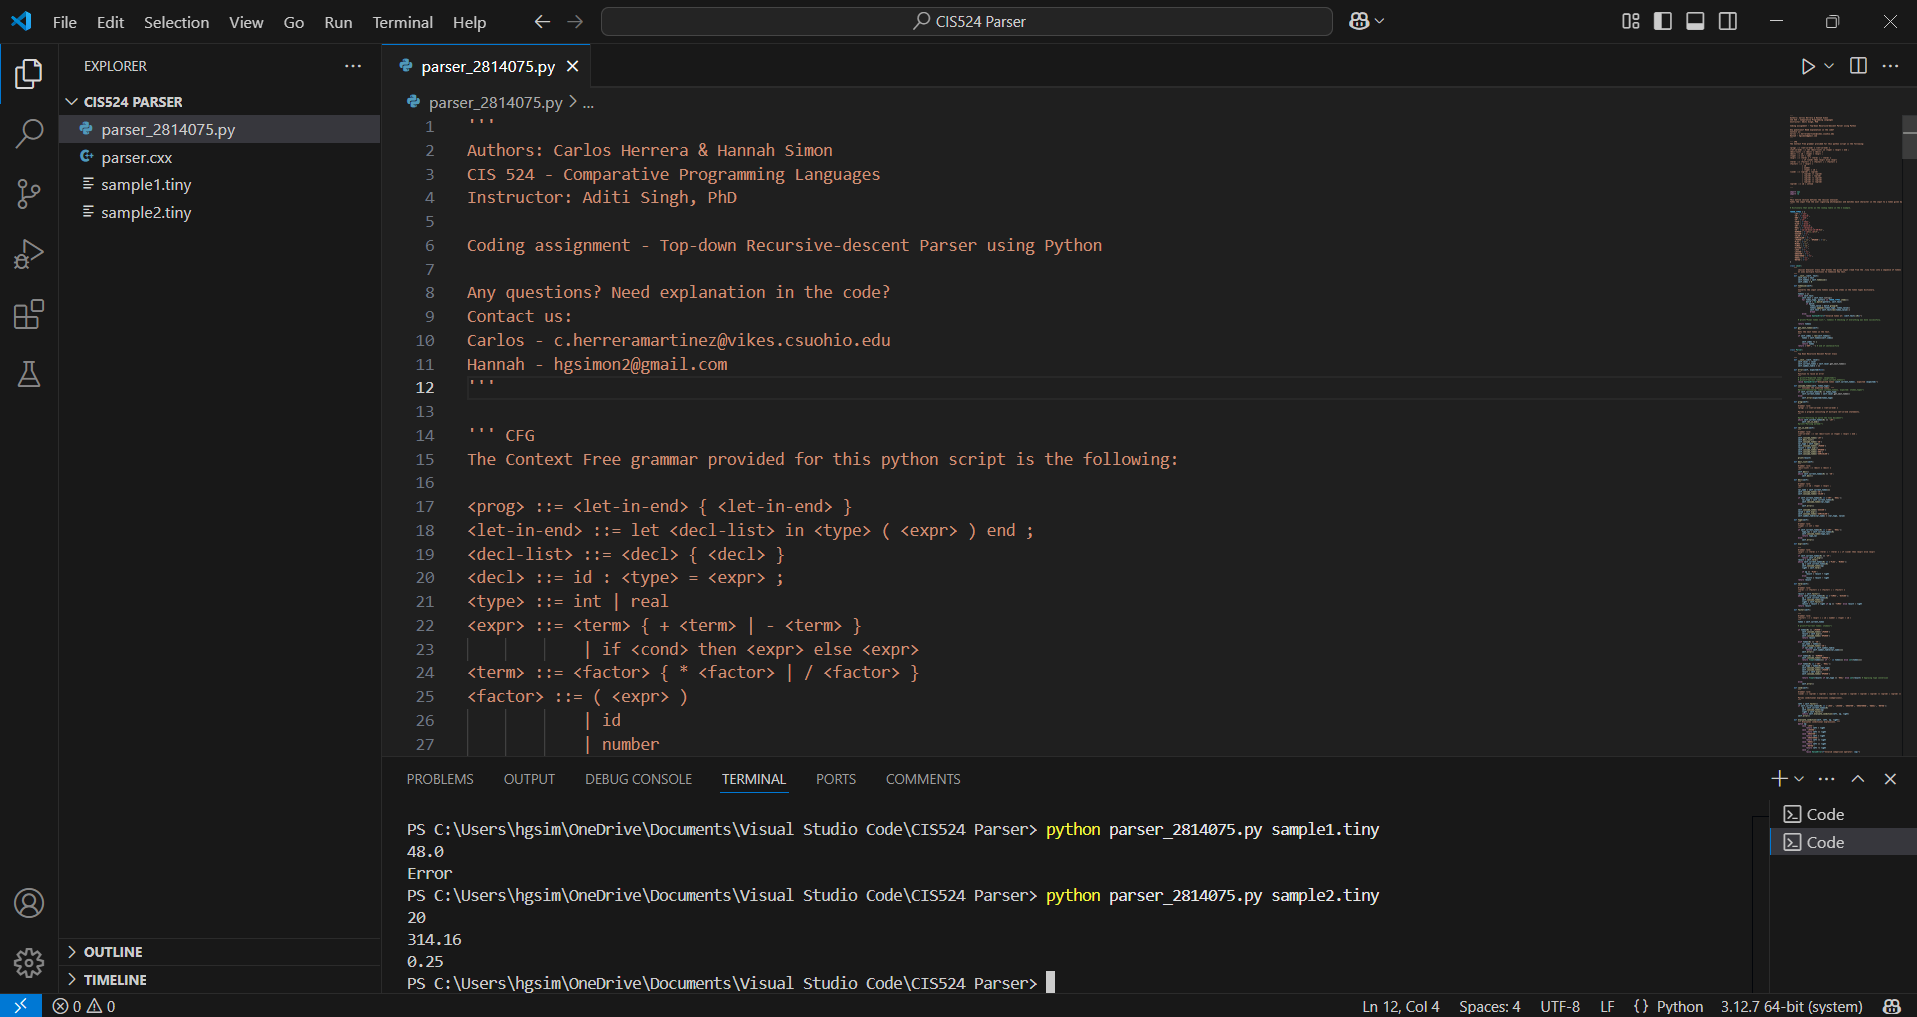 File Edit Selection View Go Run Terminal Help
CIS524 Parser
EXPLORER
CIS524 PARSER
parser_2814075.py
parser.cxx
sample1.tiny
sample2.tiny
OUTLINE
TIMELINE
parser_2814075.py
parser_2814075.py > ...
1 '''
2 Authors: Carlos Herrera & Hannah Simon
3 CIS 524 - Comparative Programming Languages
4 Instructor: Aditi Singh, PhD
5
6 Coding assignment - Top-down Recursive-descent Parser using Python
7
8 Any questions? Need explanation in the code?
9 Contact us:
10 Carlos - c.herreramartinez@vikes.csuohio.edu
11 Hannah - hgsimon2@gmail.com
12 '''
13
14 ''' CFG
15 The Context Free grammar provided for this python script is the following:
16
17 <prog> ::= <let-in-end> { <let-in-end> }
18 <let-in-end> ::= let <decl-list> in <type> ( <expr> ) end ;
19 <decl-list> ::= <decl> { <decl> }
20 <decl> ::= id : <type> = <expr> ;
21 <type> ::= int | real
22 <expr> ::= <term> { + <term> | - <term> }
23 | if <cond> then <expr> else <expr>
24 <term> ::= <factor> { * <factor> | / <factor> }
25 <factor> ::= ( <expr> )
26 | id
27 | number
PROBLEMS OUTPUT DEBUG CONSOLE TERMINAL PORTS COMMENTS
PS C:\Users\hgsim\OneDrive\Documents\Visual Studio Code\CIS524 Parser> python parser_2814075.py sample1.tiny
48.0
Error
PS C:\Users\hgsim\OneDrive\Documents\Visual Studio Code\CIS524 Parser> python parser_2814075.py sample2.tiny
20
314.16
0.25
PS C:\Users\hgsim\OneDrive\Documents\Visual Studio Code\CIS524 Parser>
Code
Code
0 0
Ln 12, Col 4 Spaces: 4 UTF-8 LF {} Python 3.12.7 64-bit (system)